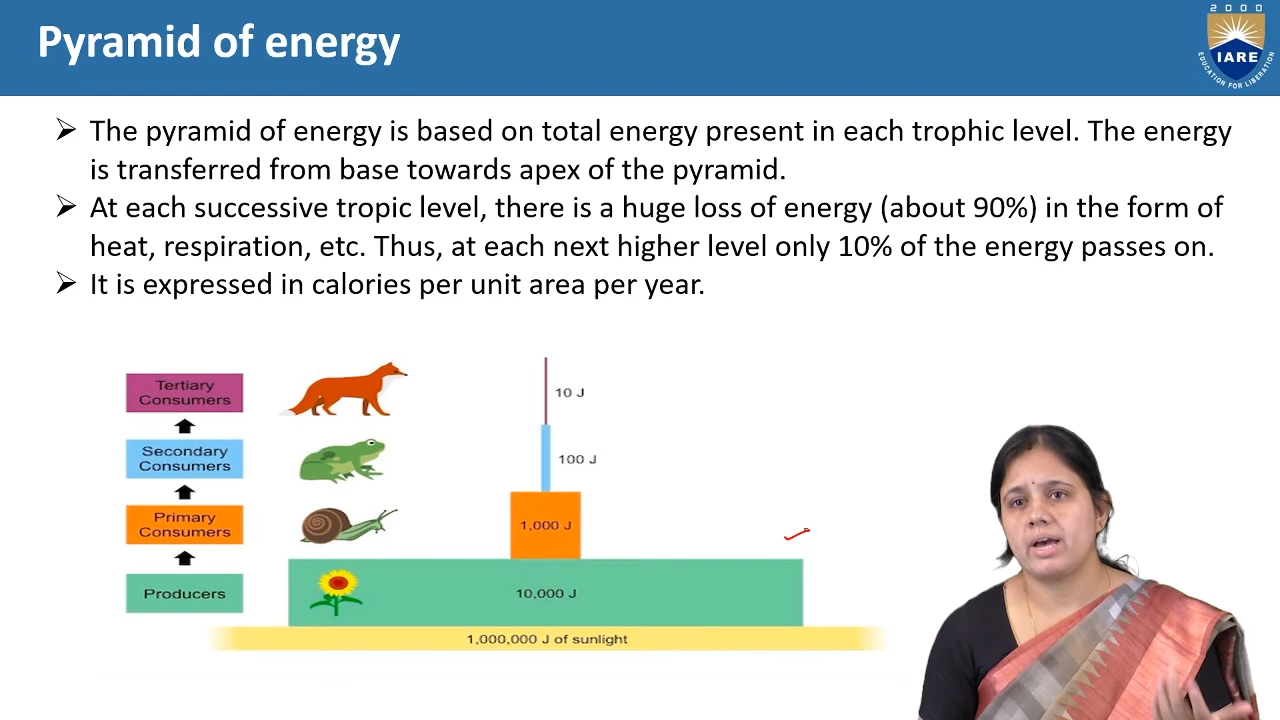 Pyramid of energy
2000
IARE
EDUCATION FOR LIBERATION
➢ The pyramid of energy is based on total energy present in each trophic level. The energy
is transferred from base towards apex of the pyramid.
➢ At each successive tropic level, there is a huge loss of energy (about 90%) in the form of
heat, respiration, etc. Thus, at each next higher level only 10% of the energy passes on.
➢ It is expressed in calories per unit area per year.
Tertiary
Consumers
10 J
Secondary
Consumers
100 J
Primary
Consumers
1,000 J
Producers
10,000 J
1,000,000 J of sunlight